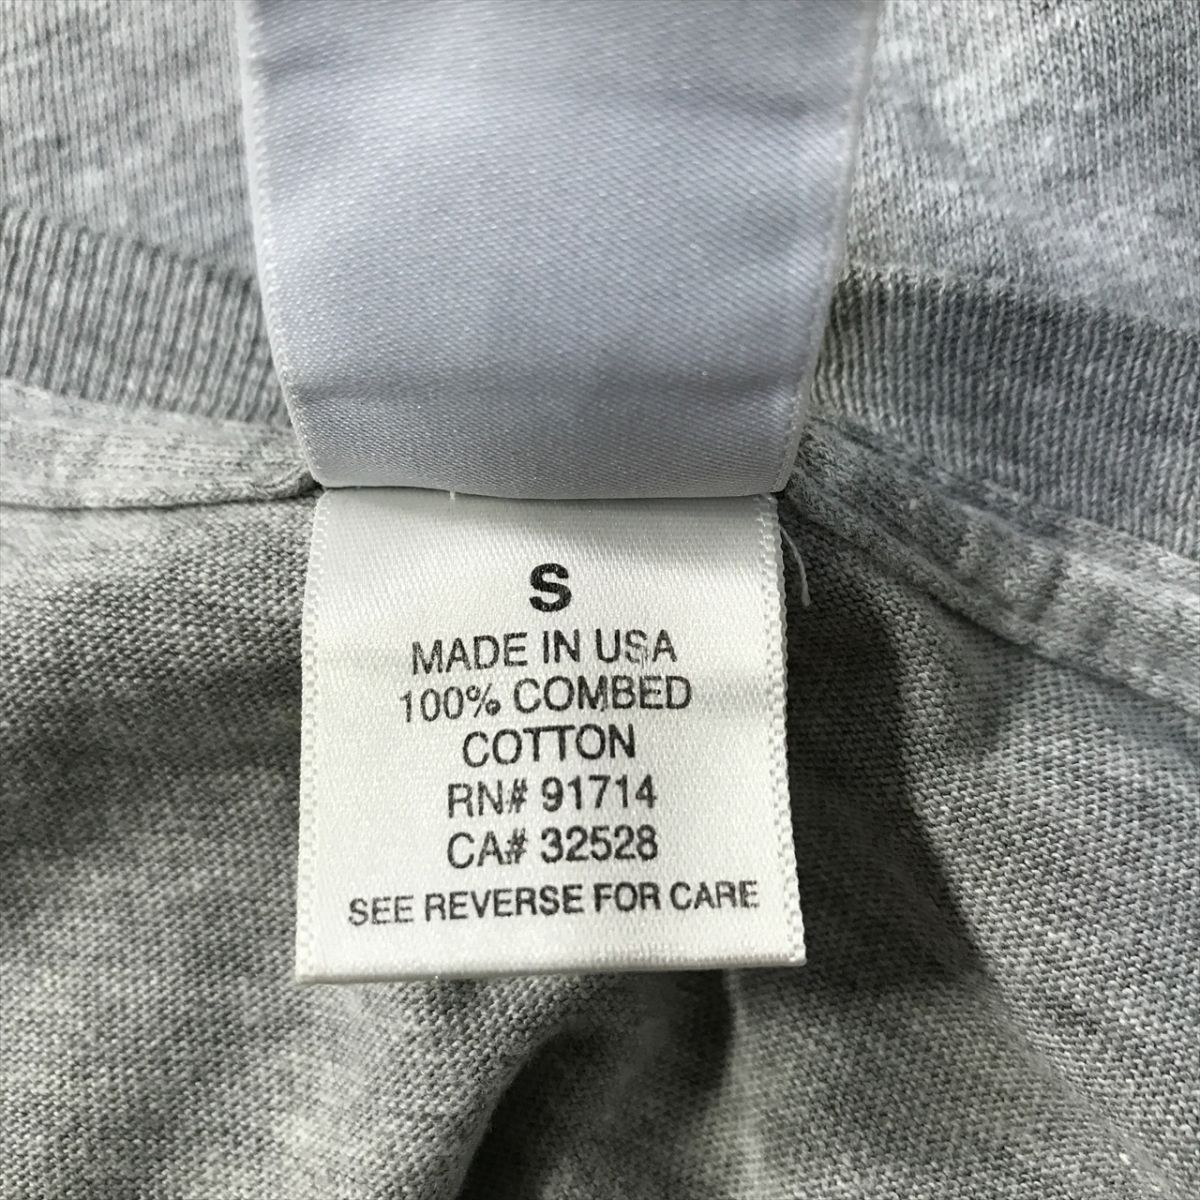 S
MADE IN USA
100% COMBED
COTTON
RN# 91714
CA# 32528
SEE REVERSE FOR CARE